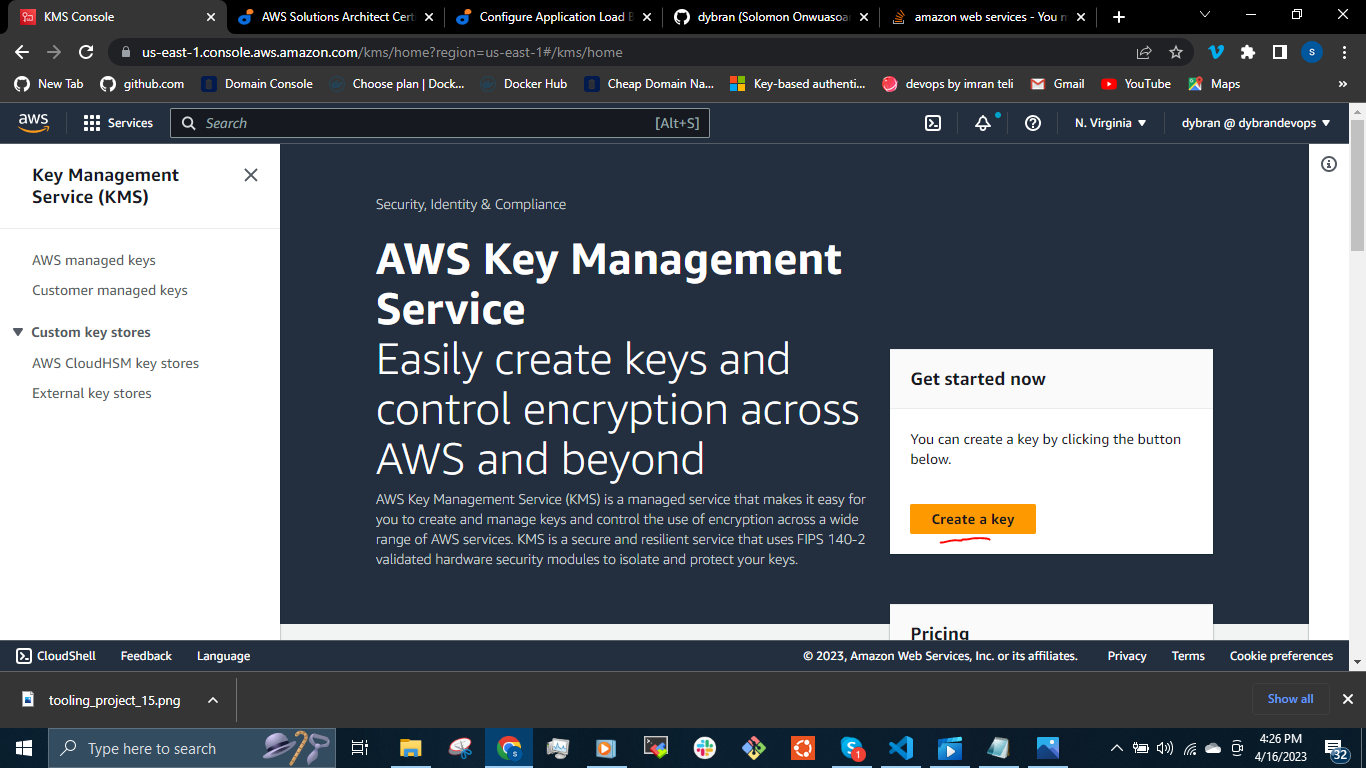 KMS Console
AWS Solutions Architect Cert
Configure Application Load B
dybran (Solomon Onwuasoan
amazon web services - You n
us-east-1.console.aws.amazon.com/kms/home?region=us-east-1#/kms/home
S
New Tab
github.com
Domain Console
Choose plan | Dock...
Docker Hub
Cheap Domain Na...
Key-based authenti...
devops by imran teli
Gmail
YouTube
Maps
»
aws
Services
Search
[Alt+S]
N. Virginia
dybran @ dybrandevops
Key Management
Service (KMS)
AWS managed keys
Customer managed keys
Custom key stores
AWS CloudHSM key stores
External key stores
Security, Identity & Compliance
AWS Key Management
Service
Easily create keys and
control encryption across
AWS and beyond
AWS Key Management Service (KMS) is a managed service that makes it easy for
you to create and manage keys and control the use of encryption across a wide
range of AWS services. KMS is a secure and resilient service that uses FIPS 140-2
validated hardware security modules to isolate and protect your keys.
Get started now
You can create a key by clicking the button
below.
Create a key
Pricing
CloudShell
Feedback
Language
© 2023, Amazon Web Services, Inc. or its affiliates.
Privacy
Terms
Cookie preferences
tooling_project_15.png
Show all
Type here to search
S
1
4:26 PM
4/16/2023
32